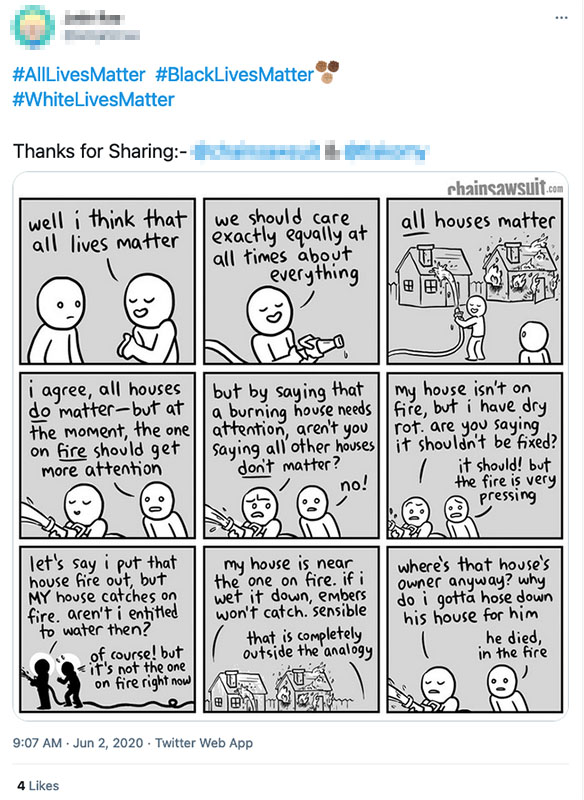 #AllLivesMatter #BlackLivesMatter
#WhiteLivesMatter
Thanks for Sharing:- &
chainsawsuit.com
well i think that
all lives matter
we should care
exactly equally at
all times about
everything
all houses matter
i agree, all houses
do matter—but at
the moment, the one
on fire should get
more attention
but by saying that
a burning house needs
attention, aren't you
saying all other houses
don't matter?
no!
my house isn't on
fire, but i have dry
rot. are you saying
it shouldn't be fixed?
it should! but
the fire is very
pressing
let's say i put that
house fire out, but
MY house catches on
fire. aren't i entitled
to water then?
of course! but
it's not the one
on fire right now
my house is near
the one on fire. if i
wet it down, embers
won't catch. sensible
that is completely
outside the analogy
where's that house's
owner anyway? why
do i gotta hose down
his house for him
he died,
in the fire
9:07 AM · Jun 2, 2020 · Twitter Web App
4 Likes